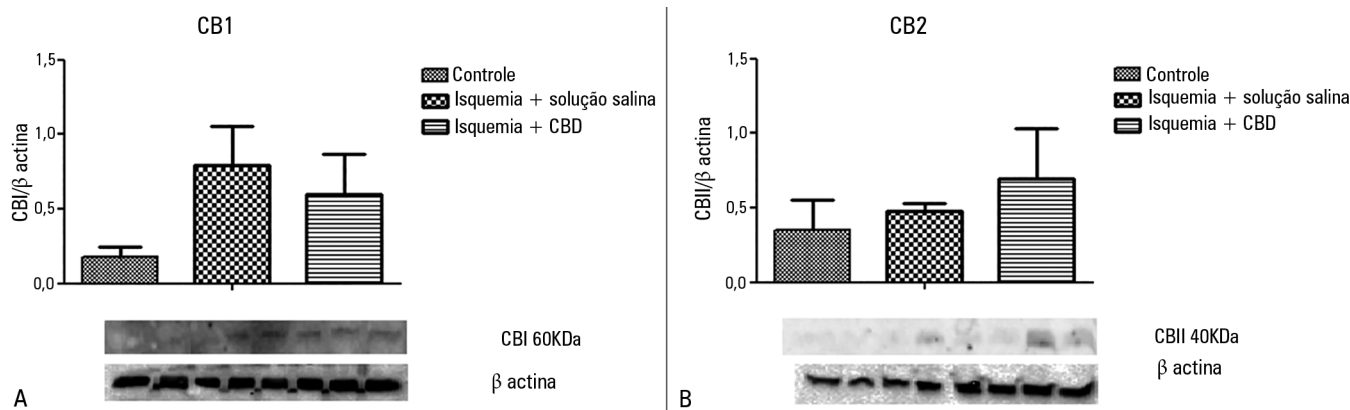 CB1
1,5
1,0
0,5
0,0
CBI/β actina
Controle
Isquemia + solução salina
Isquemia + CBD
CBI 60KDa
β actina
A
CB2
1,5
1,0
0,5
0,0
CBII/β actina
Controle
Isquemia + solução salina
Isquemia + CBD
CBII 40KDa
β actina
B